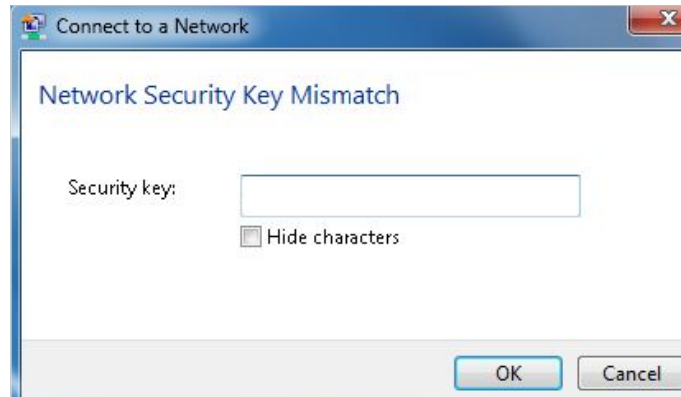 Connect to a Network
Network Security Key Mismatch
Security key:
Hide characters
OK Cancel